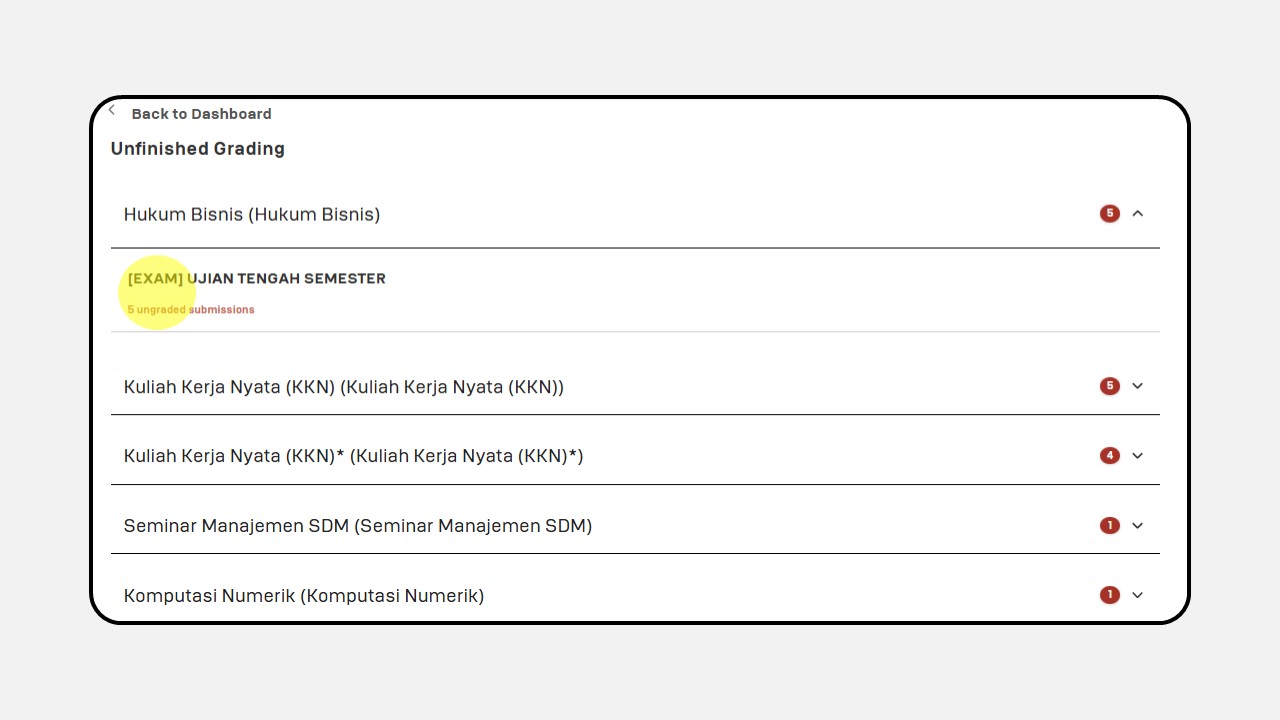 Back to Dashboard
Unfinished Grading
Hukum Bisnis (Hukum Bisnis)
5
[EXAM] UJIAN TENGAH SEMESTER
5 ungraded submissions
Kuliah Kerja Nyata (KKN) (Kuliah Kerja Nyata (KKN))
5
Kuliah Kerja Nyata (KKN)* (Kuliah Kerja Nyata (KKN)*)
4
Seminar Manajemen SDM (Seminar Manajemen SDM)
1
Komputasi Numerik (Komputasi Numerik)
1